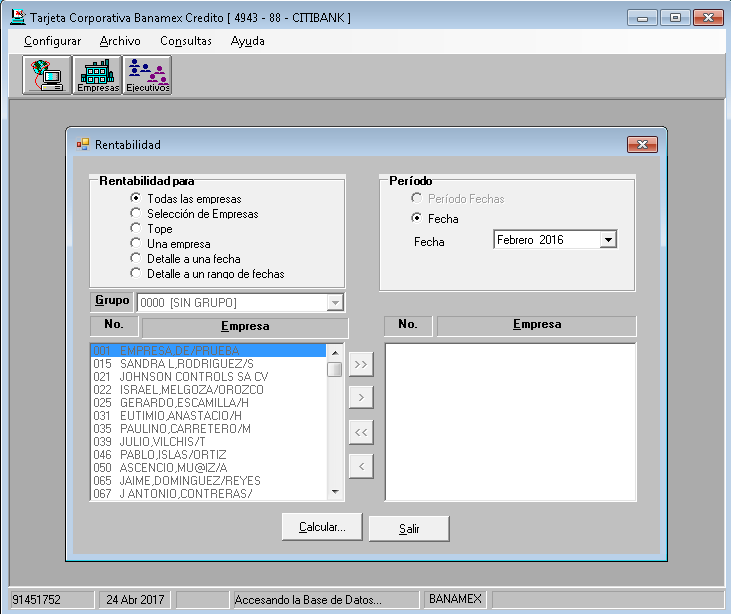 Tarjeta Corporativa Banamex Credito [ 4943 - 88 - CITIBANK ]
Configurar Archivo Consultas Ayuda
Empresas Ejecutivos
Rentabilidad
Rentabilidad para
Todas las empresas
Selección de Empresas
Tope
Una empresa
Detalle a una fecha
Detalle a un rango de fechas
Período
Período Fechas
Fecha
Fecha Febrero 2016
Grupo 0000 [SIN GRUPO]
No. Empresa
001 EMPRESA,DE/PRUEBA
015 SANDRA L,RODRIGUEZ/S
021 JOHNSON CONTROLS SA CV
022 ISRAEL,MELGOZA/OROZCO
025 GERARDO,ESCAMILLA/H
031 EUTIMIO,ANASTACIO/H
035 PAULINO,CARRETERO/M
039 JULIO,VILCHIS/T
046 PABLO,ISLAS/ORTIZ
050 ASCENCIO,MU@IZ/A
065 JAIME,DOMINGUEZ/REYES
067 J ANTONIO,CONTRERAS/
>>
>
<<
<
No. Empresa
Calcular... Salir
91451752 24 Abr 2017 Accesando la Base de Datos... BANAMEX